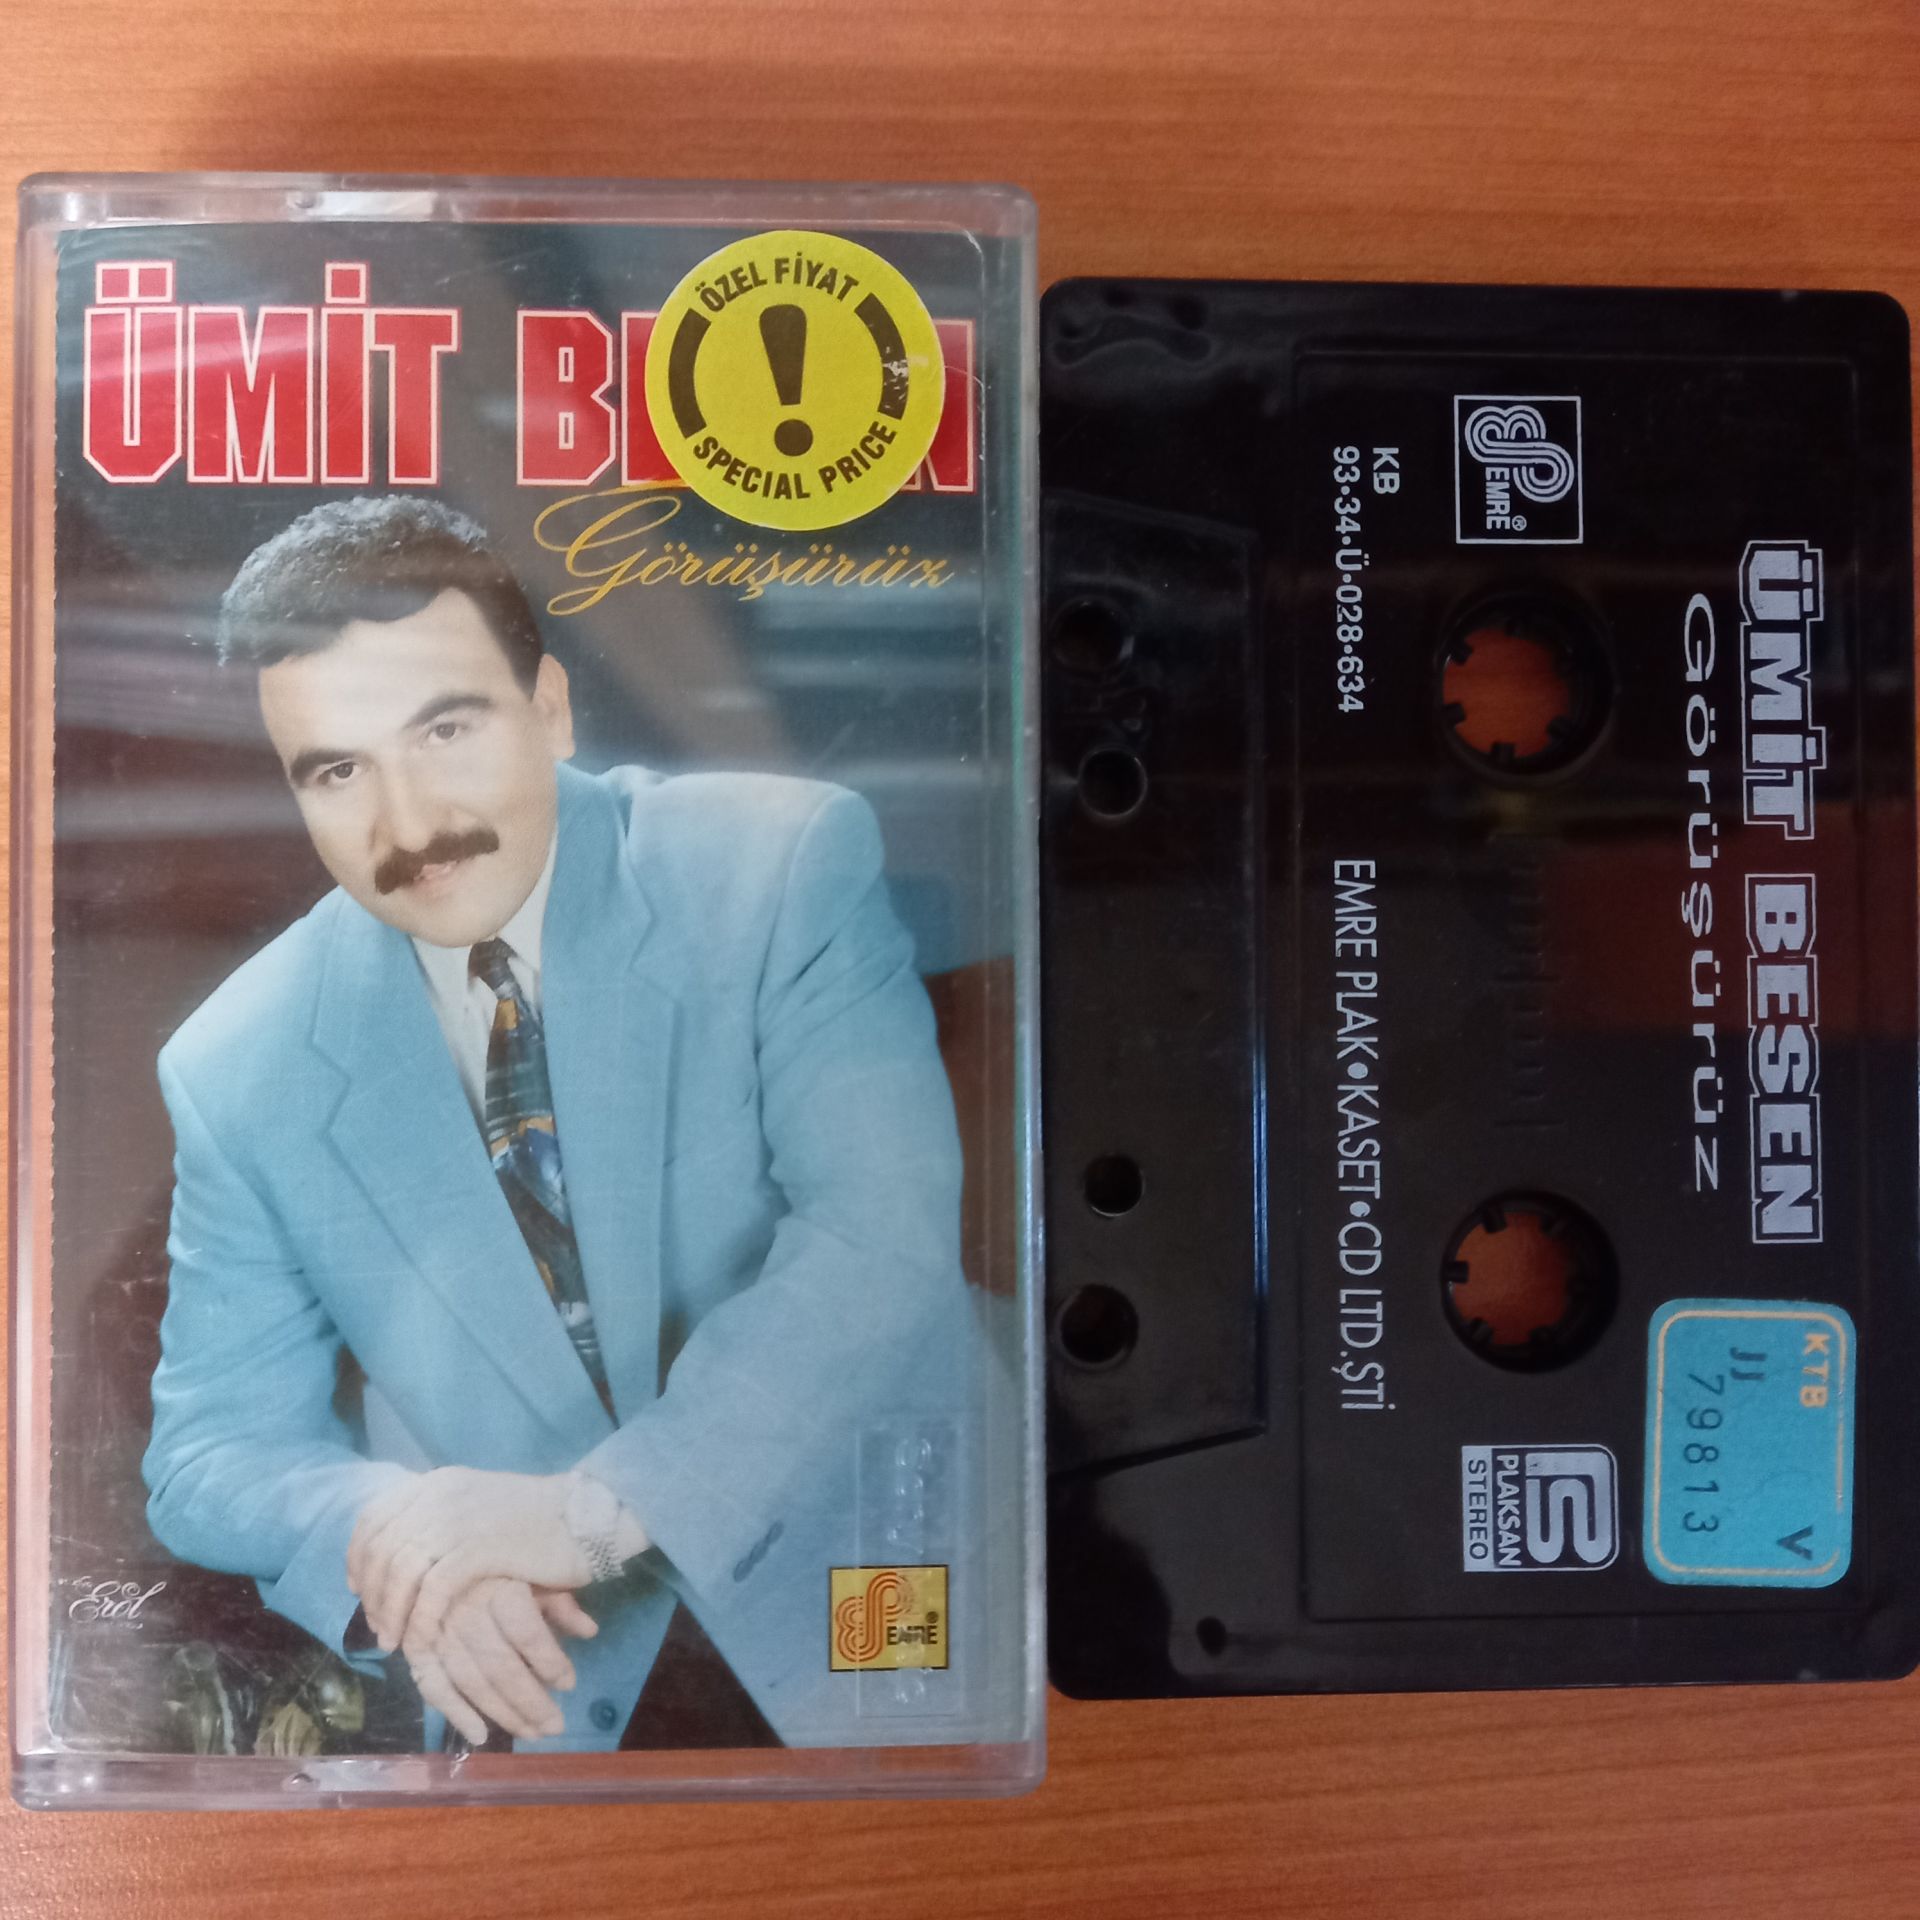 ÜMİT BE N
Görüşürüz
ÖZEL FİYAT
!
SPECIAL PRICE
Erol
EMRE®
ÜMİT BESEN
Görüşürüz
EMRE®
KB
93•34•Ü•028•634
EMRE PLAK•KASET•CD LTD.ŞTİ
PLAKSAN
STEREO
KTB V
JJ
79813